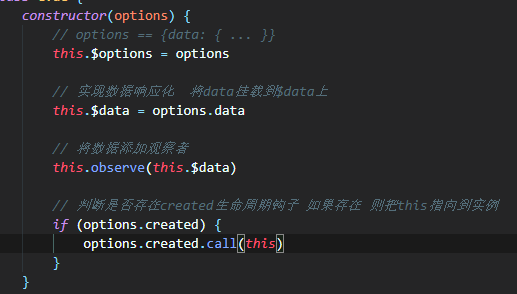 constructor(options) {
// options == {data: { ... }}
this.$options = options
// 实现数据响应化 将data挂载到$data上
this.$data = options.data
// 将数据添加观察者
this.observe(this.$data)
// 判断是否存在created生命周期钩子 如果存在 则把this指向到实例
if (options.created) {
options.created.call(this)
}
}